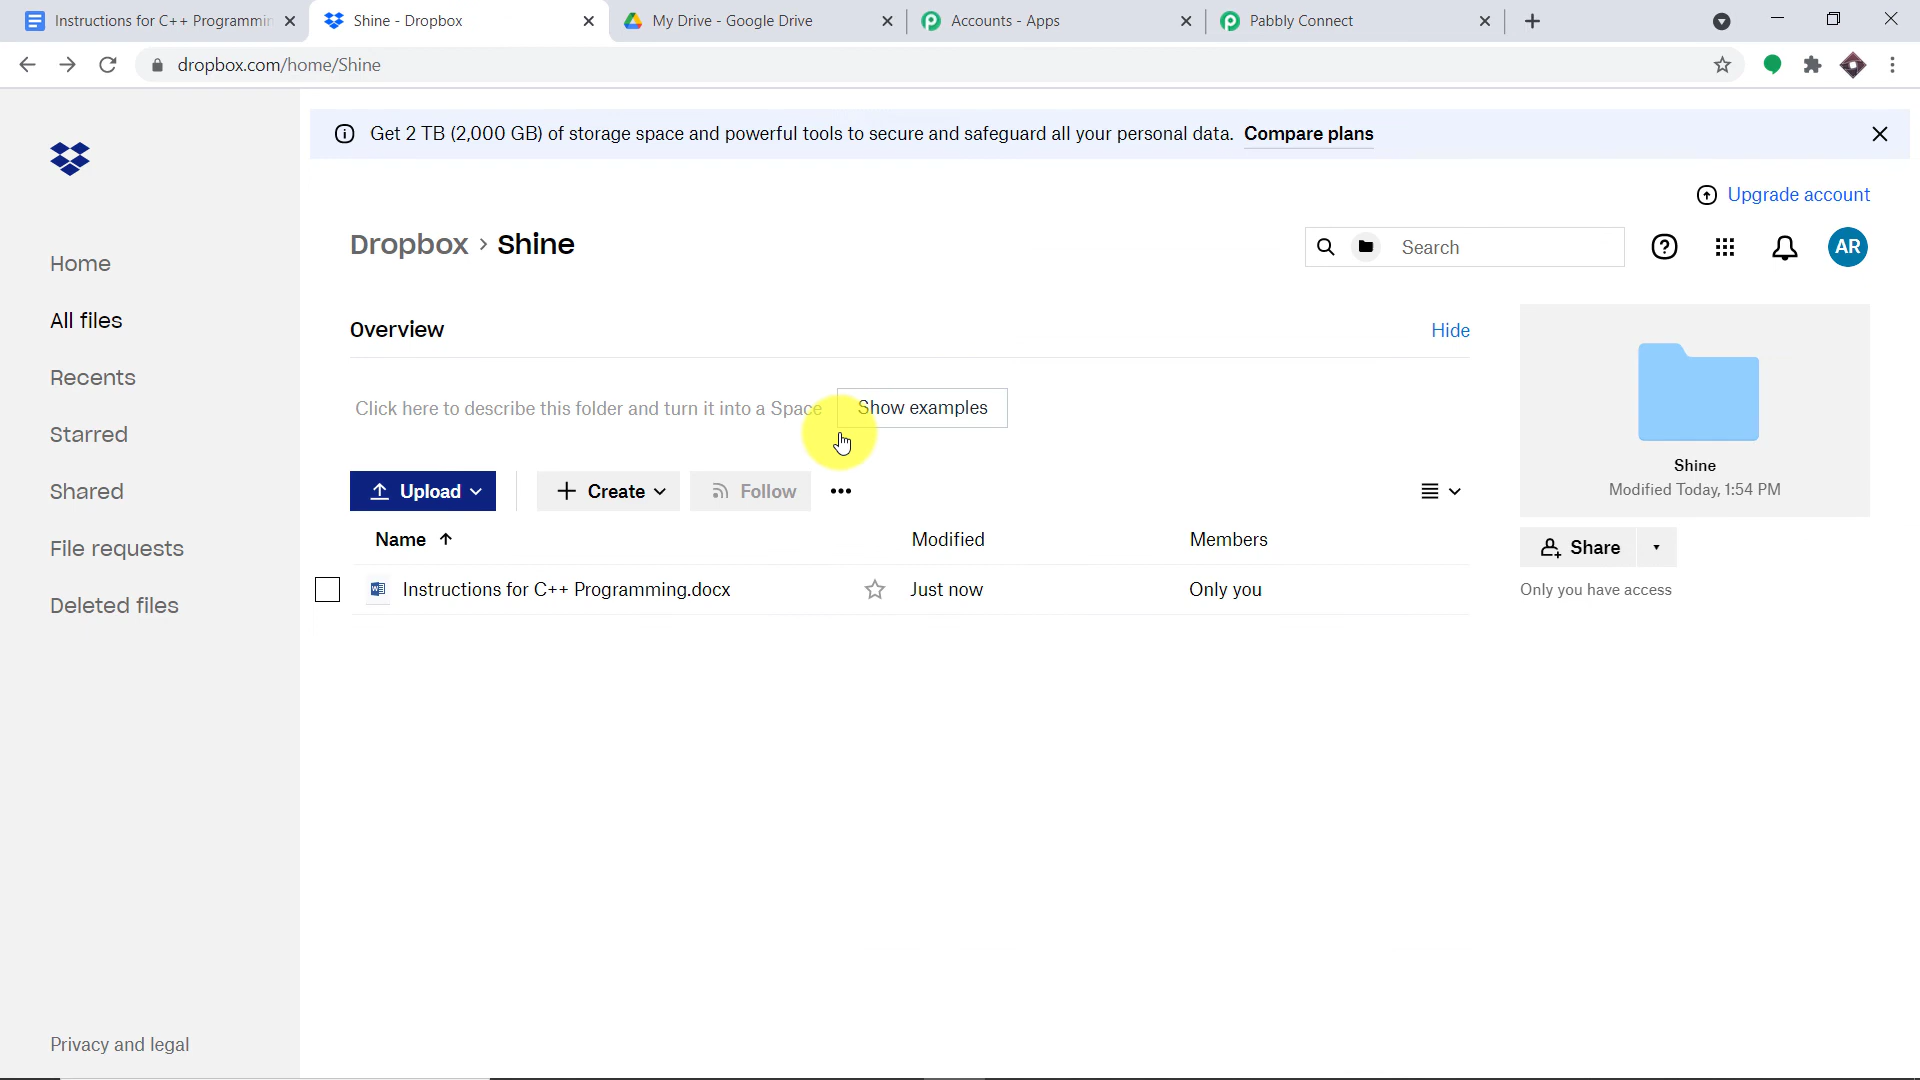 Instructions for C++ Programmin
Shine - Dropbox
My Drive - Google Drive
Accounts - Apps
Pabbly Connect
dropbox.com/home/Shine
Get 2 TB (2,000 GB) of storage space and powerful tools to secure and safeguard all your personal data. Compare plans
Upgrade account
Dropbox › Shine
Search
AR
Home
All files
Recents
Starred
Shared
File requests
Deleted files
Privacy and legal
Overview
Hide
Click here to describe this folder and turn it into a Space
Show examples
Upload
Create
Follow
Name
Modified
Members
Instructions for C++ Programming.docx
Just now
Only you
Shine
Modified Today, 1:54 PM
Share
Only you have access